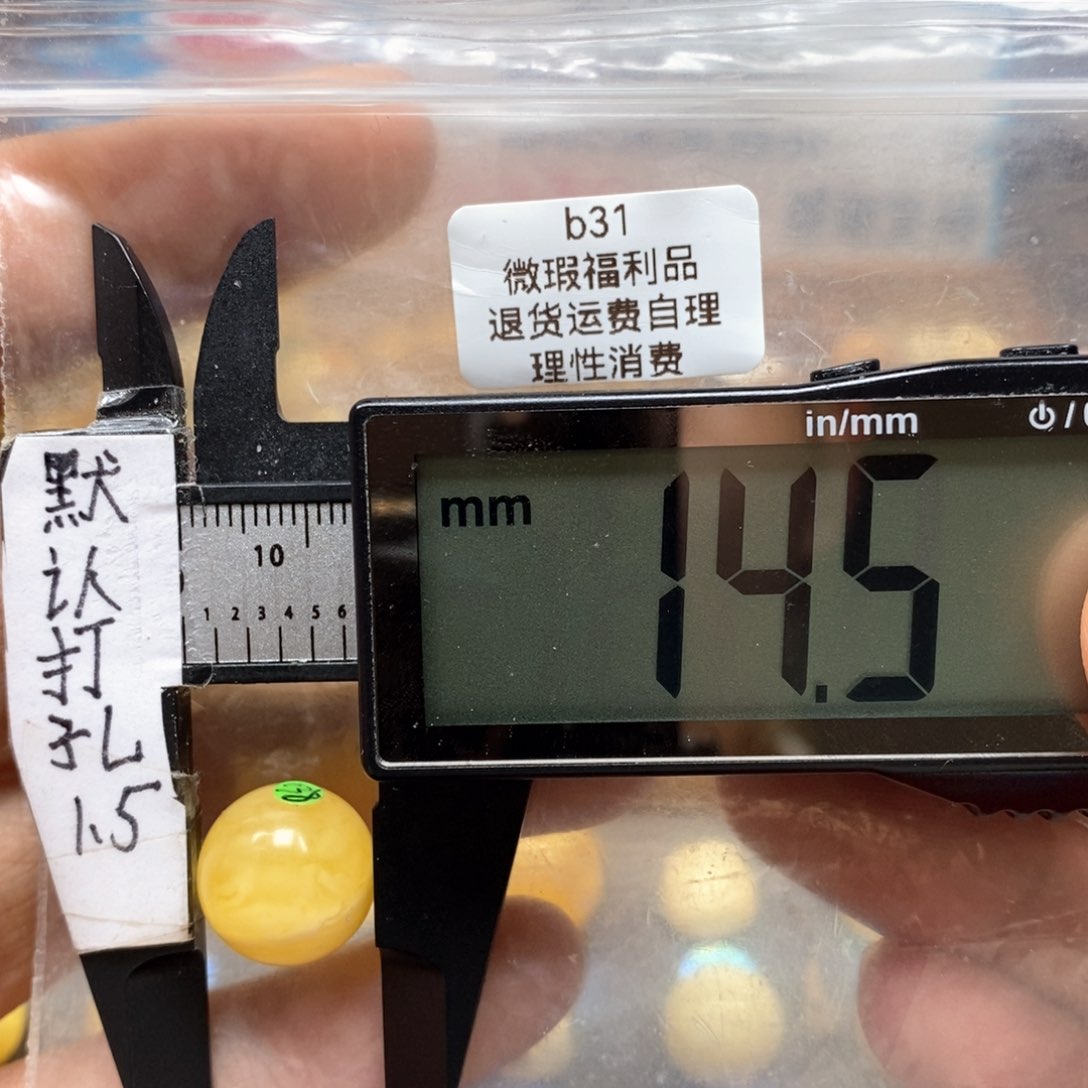 b31
微瑕福利品
退货运费自理
理性消费
in/mm
mm
14.5
10
1 2 3 4 5 6
默
认
打
孔
1.5